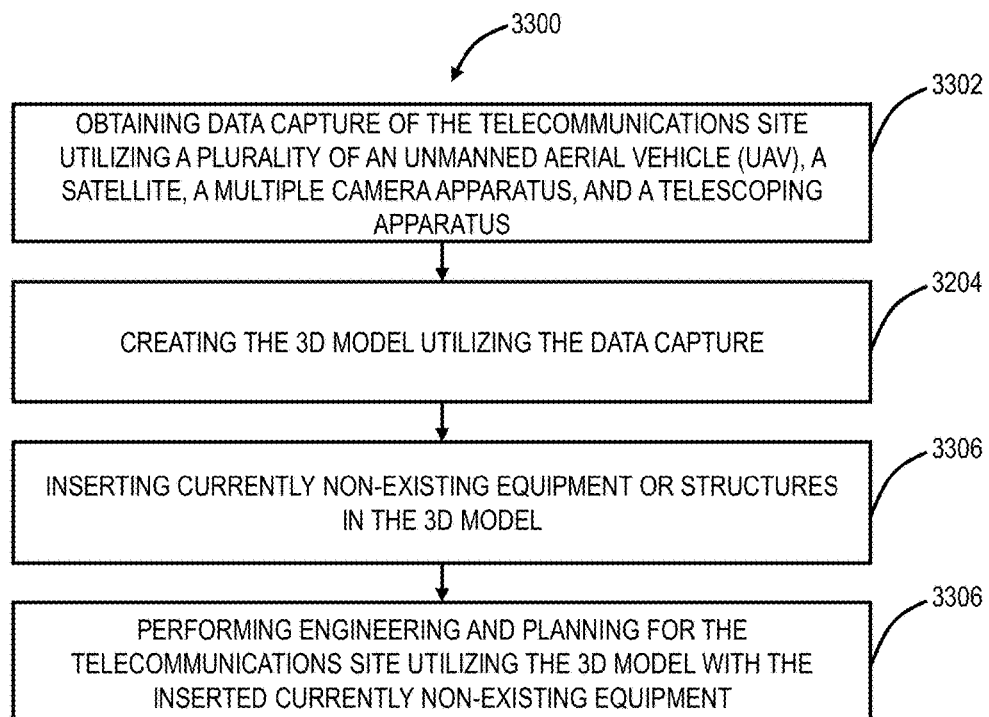 3300
3302
OBTAINING DATA CAPTURE OF THE TELECOMMUNICATIONS SITE
UTILIZING A PLURALITY OF AN UNMANNED AERIAL VEHICLE (UAV), A
SATELLITE, A MULTIPLE CAMERA APPARATUS, AND A TELESCOPING
APPARATUS
3204
CREATING THE 3D MODEL UTILIZING THE DATA CAPTURE
3306
INSERTING CURRENTLY NON-EXISTING EQUIPMENT OR STRUCTURES
IN THE 3D MODEL
3306
PERFORMING ENGINEERING AND PLANNING FOR THE
TELECOMMUNICATIONS SITE UTILIZING THE 3D MODEL WITH THE
INSERTED CURRENTLY NON-EXISTING EQUIPMENT